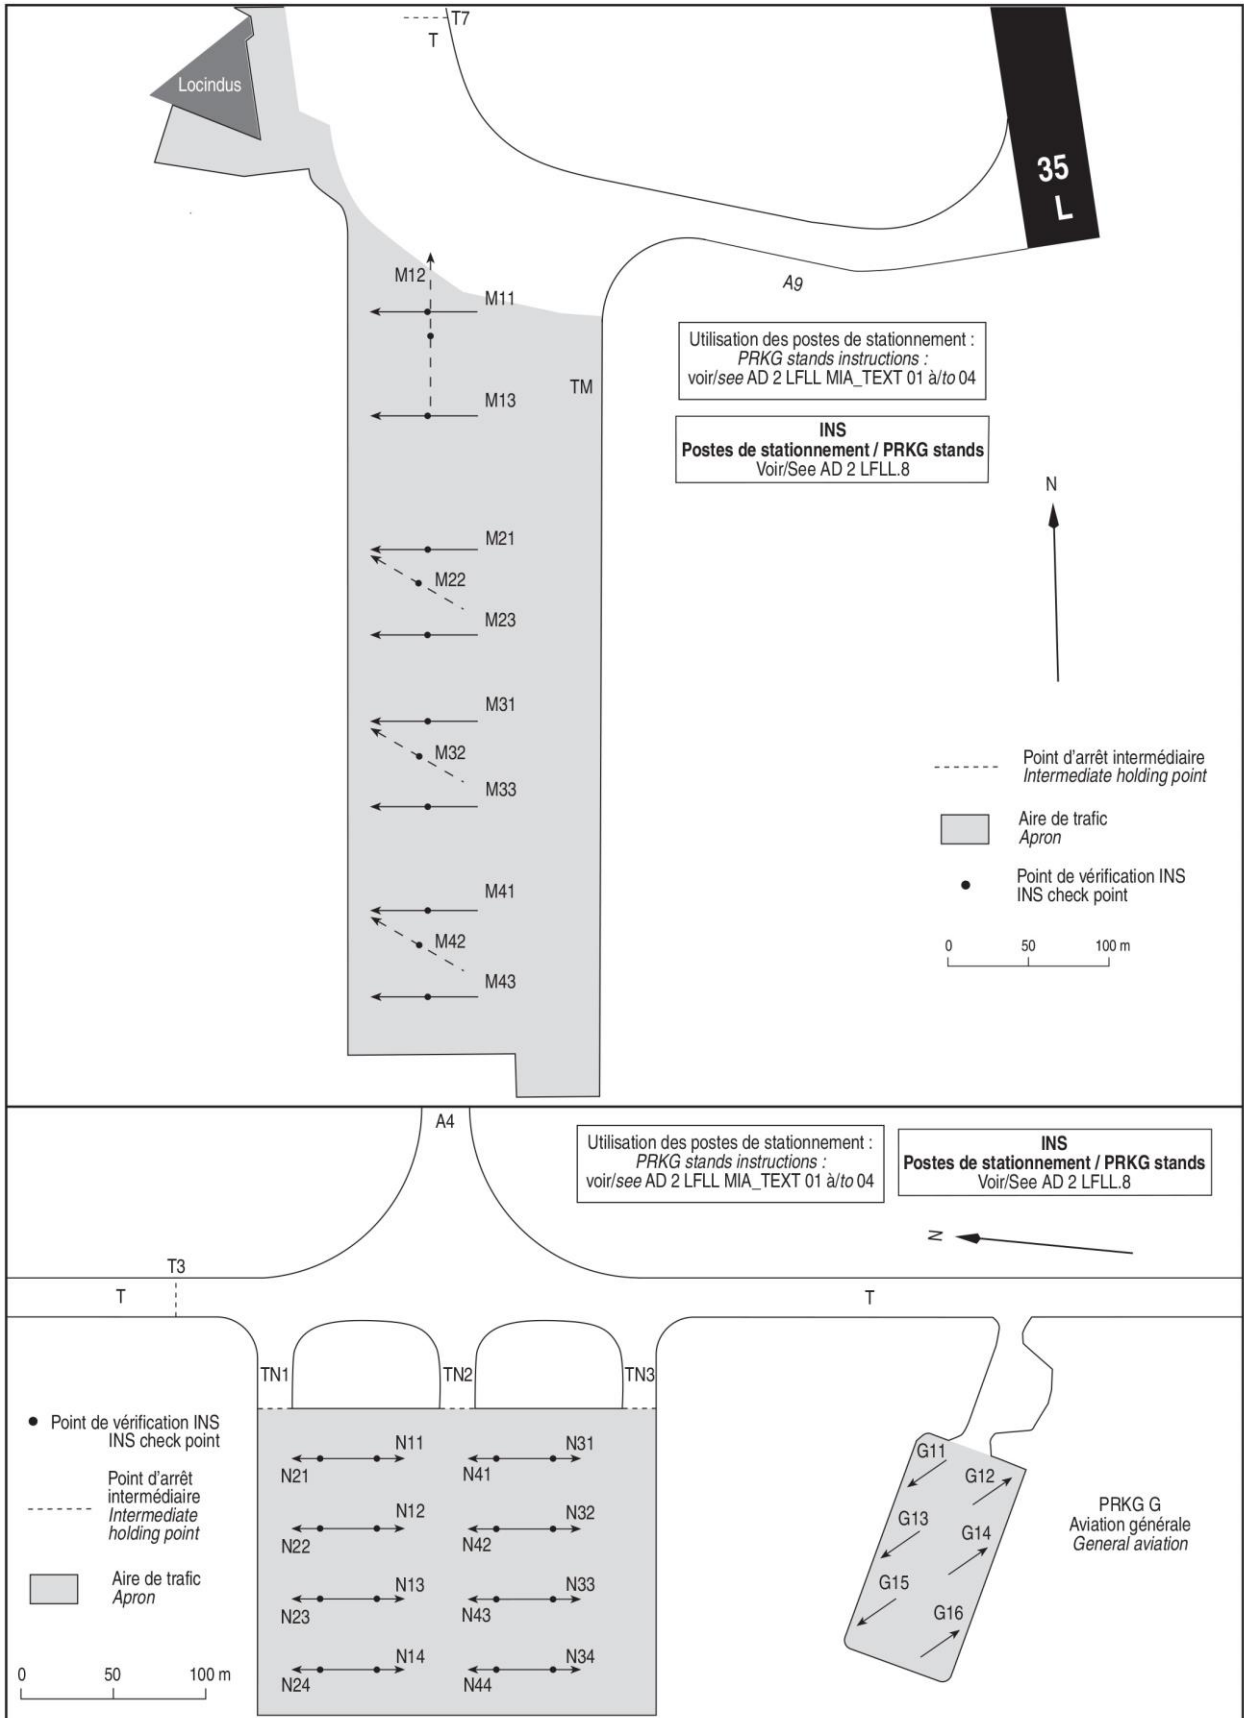 T7
T
Locindus
35
L
M12
M11
A9
Utilisation des postes de stationnement :
PRKG stands instructions :
voir/see AD 2 LFLL MIA_TEXT 01 à/to 04
TM
M13
INS
Postes de stationnement / PRKG stands
Voir/See AD 2 LFLL.8
N
M21
M22
M23
M31
M32
M33
Point d'arrêt intermédiaire
Intermediate holding point
Aire de trafic
Apron
Point de vérification INS
INS check point
M41
M42
M43
0 50 100 m
A4
Utilisation des postes de stationnement :
PRKG stands instructions :
voir/see AD 2 LFLL MIA_TEXT 01 à/to 04
INS
Postes de stationnement / PRKG stands
Voir/See AD 2 LFLL.8
N
T3
T
T
TN1
TN2
TN3
Point de vérification INS
INS check point
Point d'arrêt
intermédiaire
Intermediate
holding point
Aire de trafic
Apron
0 50 100 m
N11
N21
N31
N41
N12
N22
N32
N42
N13
N23
N33
N43
N14
N24
N34
N44
G11
G12
G13
G14
G15
G16
PRKG G
Aviation générale
General aviation